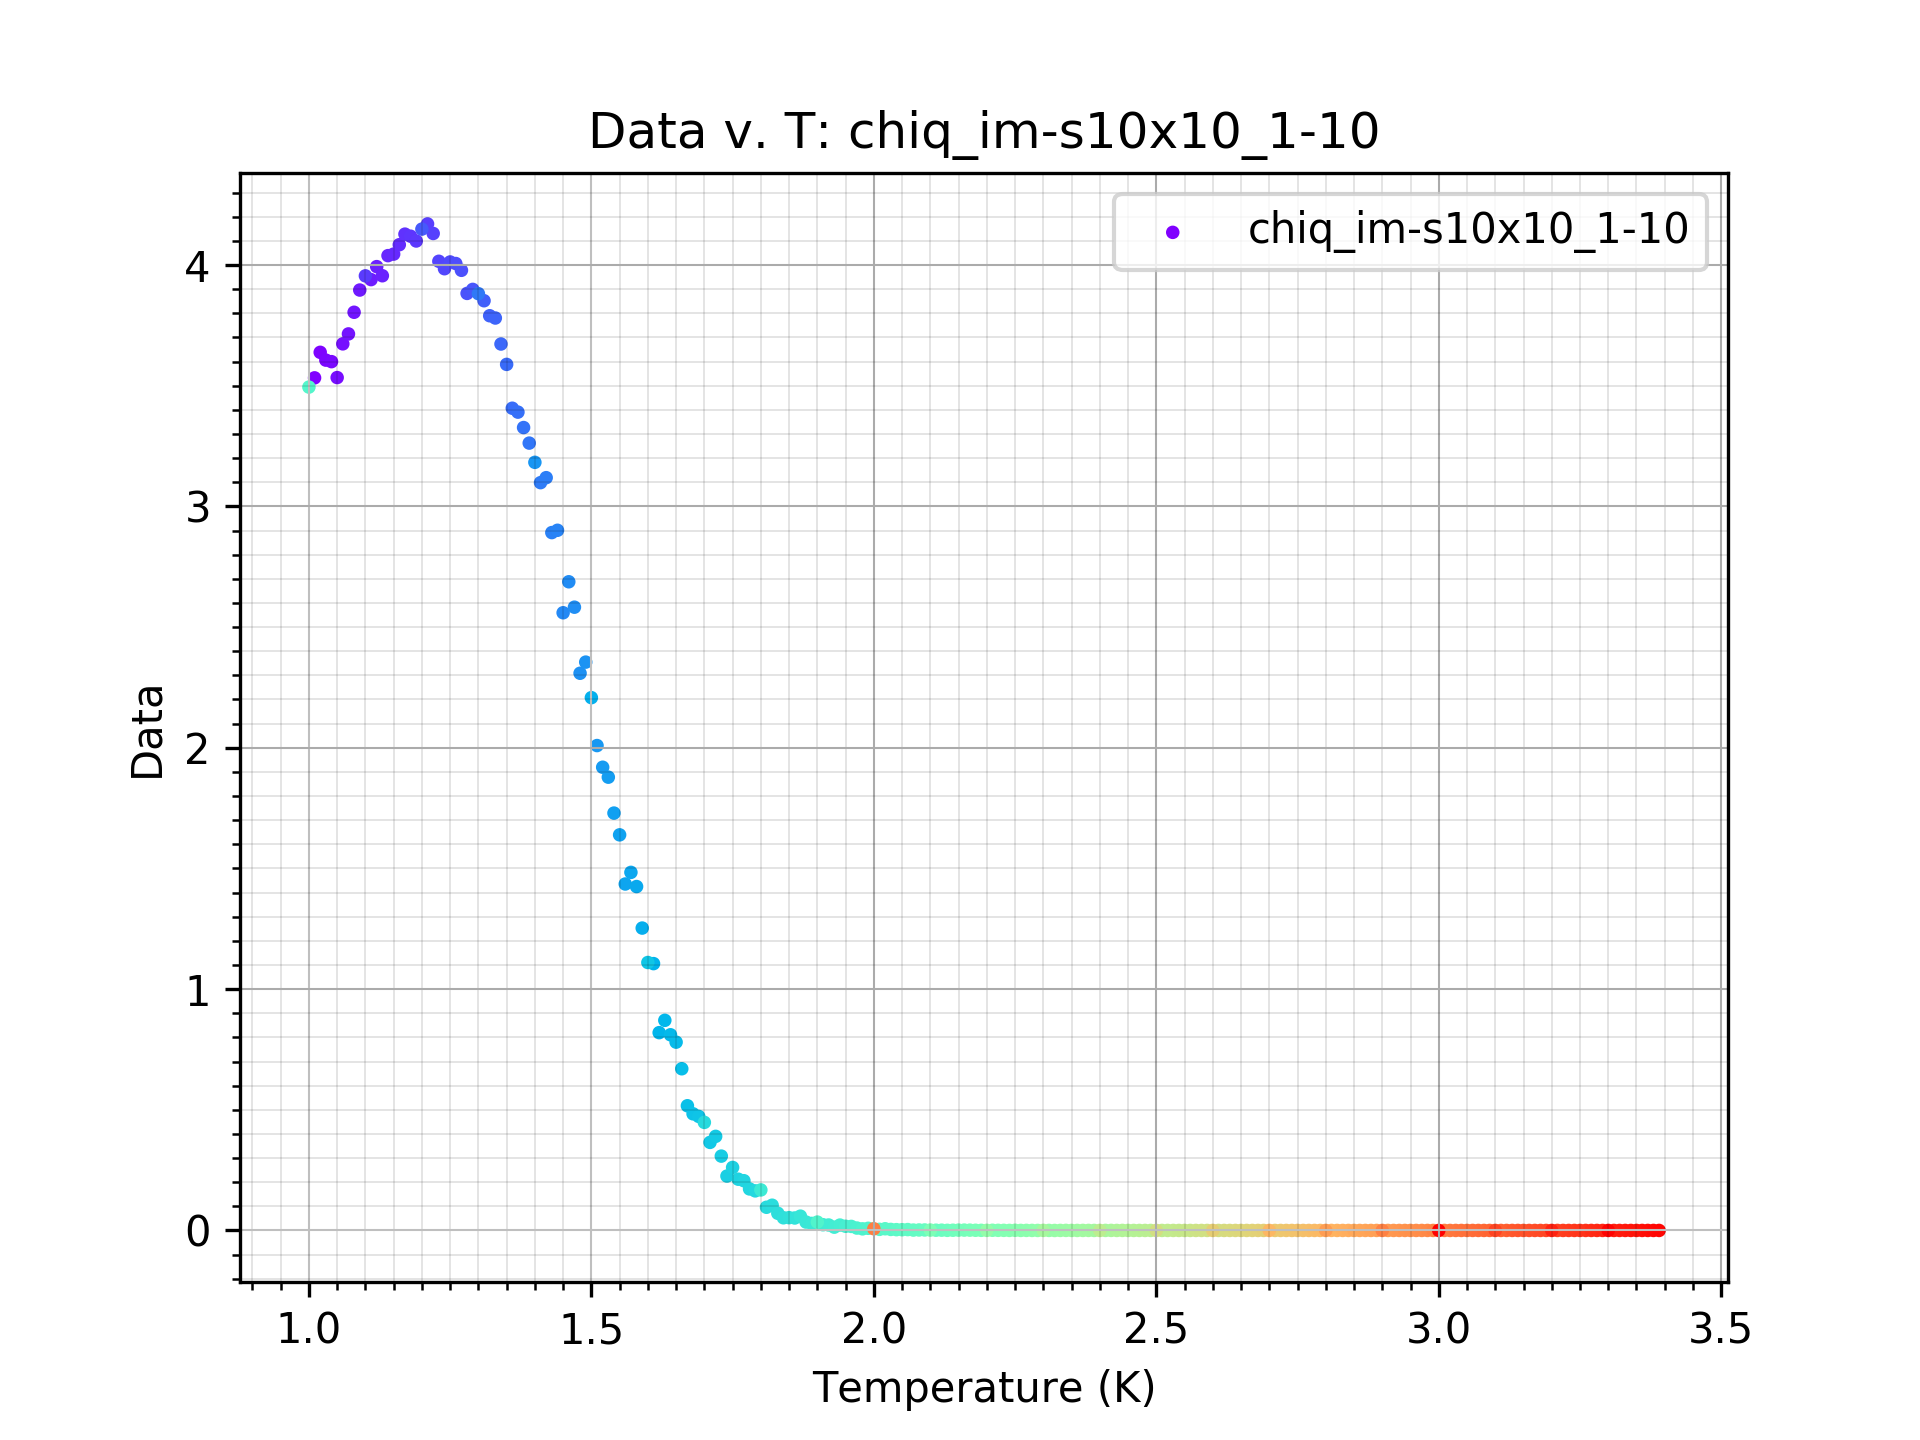 Data v. T: chiq_im-s10x10_1-10
chiq_im-s10x10_1-10
4
3
2
1
0
Data
1.0 1.5 2.0 2.5 3.0 3.5
Temperature (K)